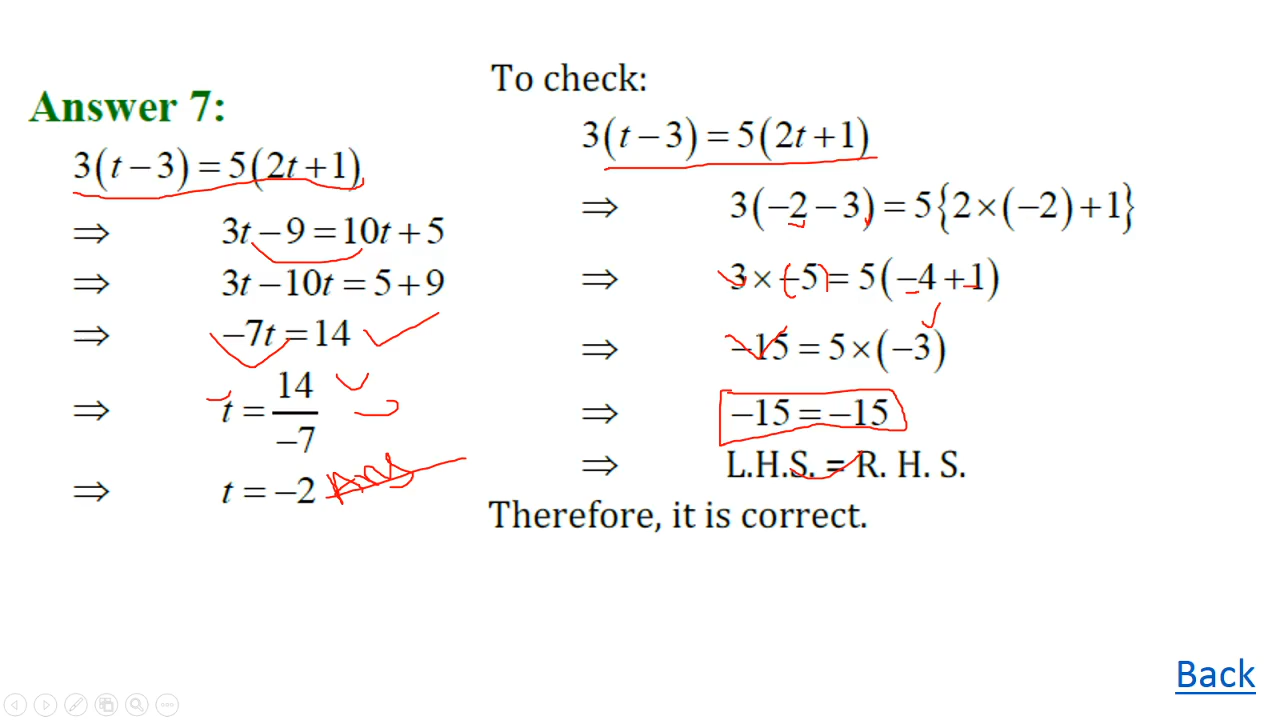 Answer 7:
3(t − 3) = 5(2t + 1)
⇒ 3t − 9 = 10t + 5
⇒ 3t − 10t = 5 + 9
⇒ −7t = 14
⇒ t = 14/−7
⇒ t = −2 Ans
To check:
3(t − 3) = 5(2t + 1)
⇒ 3(−2 − 3) = 5{2 × (−2) + 1}
⇒ 3 × (−5) = 5(−4 + 1)
⇒ −15 = 5 × (−3)
⇒ −15 = −15
⇒ L.H.S. = R. H. S.
Therefore, it is correct.
Back